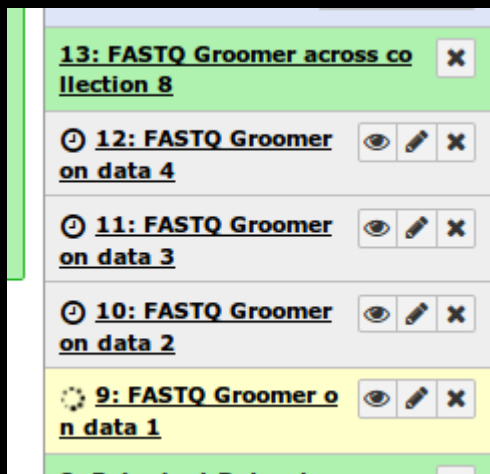 13: FASTQ Groomer across co
llection 8
12: FASTQ Groomer
on data 4
11: FASTQ Groomer
on data 3
10: FASTQ Groomer
on data 2
9: FASTQ Groomer o
n data 1